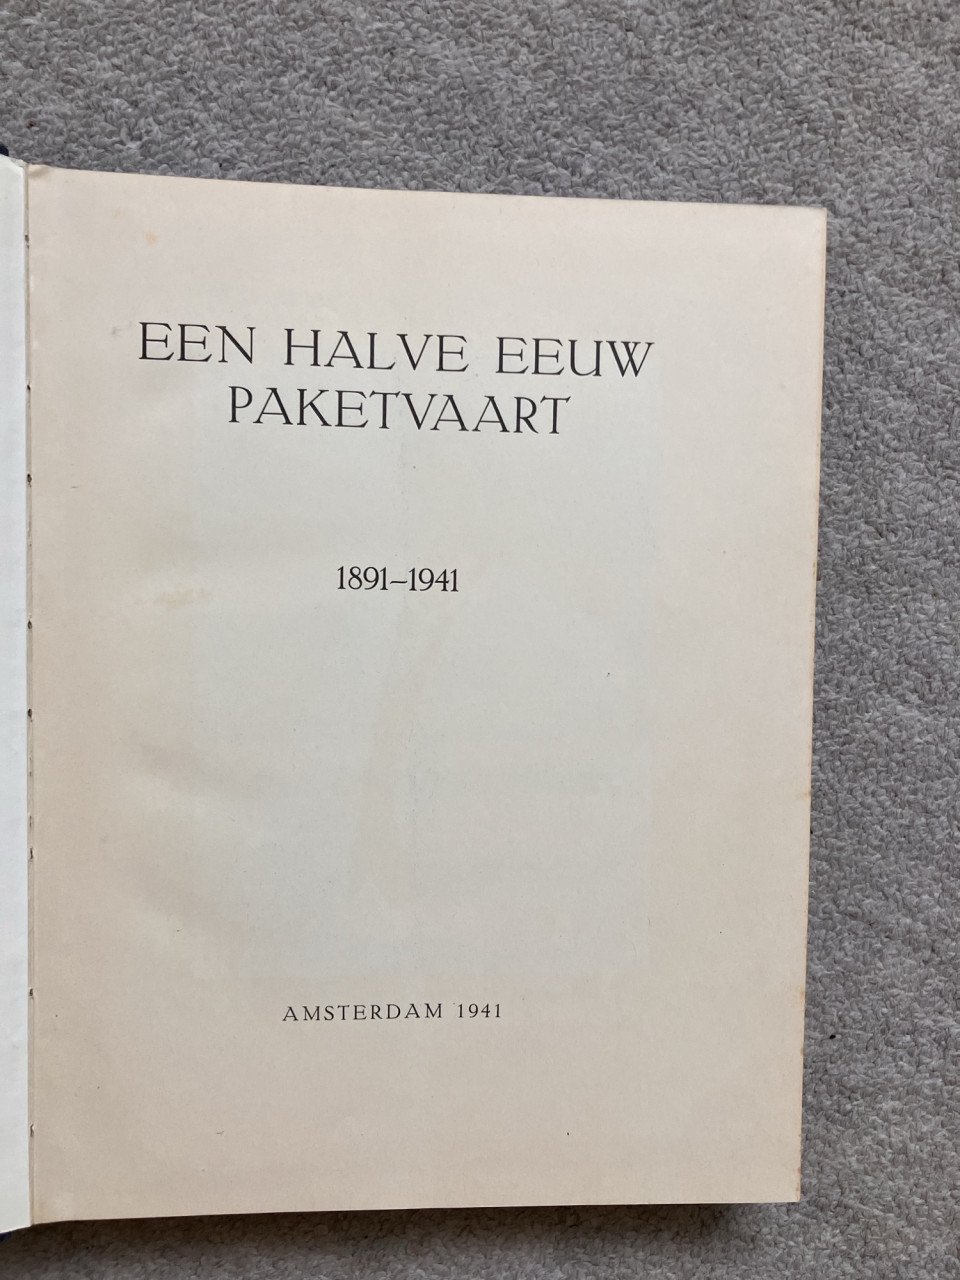 EEN HALVE EEUW
PAKETVAART
1891–1941
AMSTERDAM 1941